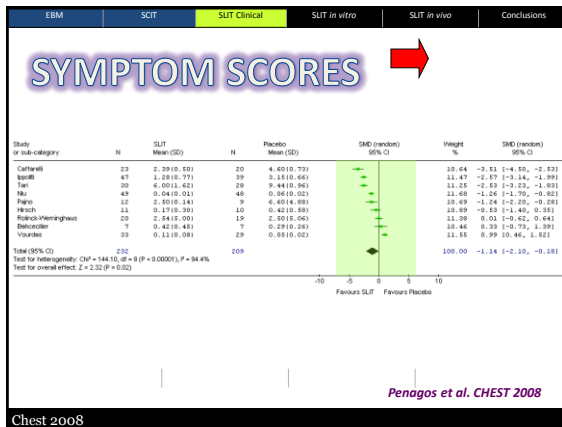 EBM SCIT SLIT Clinical SLIT in vitro SLIT in vivo Conclusions
SYMPTOM SCORES
Study SLIT Placebo SMD (random) Weight SMD (random)
or sub-category N Mean (SD) N Mean (SD) 95% CI % 95% CI
Caffarelli 23 2.39(0.50) 20 4.60(0.73) 10.64 -3.51 [-4.50, -2.53]
Ippoliti 47 1.28(0.77) 39 3.15(0.66) 11.47 -2.57 [-3.14, -1.99]
Tari 30 6.00(1.62) 28 9.44(0.96) 11.25 -2.53 [-3.23, -1.83]
Niu 49 0.04(0.01) 48 0.06(0.02) 11.68 -1.26 [-1.70, -0.82]
Pajno 12 2.50(0.14) 9 6.60(4.88) 10.69 -1.24 [-2.20, -0.28]
Hirsch 11 0.17(0.30) 10 0.42(0.58) 10.89 -0.53 [-1.40, 0.35]
Rolinck-Werninghaus 20 2.54(5.00) 19 2.50(5.06) 11.38 0.01 [-0.62, 0.64]
Bahceciller 7 0.42(0.45) 7 0.29(0.26) 10.46 0.33 [-0.73, 1.39]
Vourdas 33 0.11(0.08) 29 0.05(0.02) 11.55 0.99 [0.46, 1.52]
Total (95% CI) 232 209 100.00 -1.14 [-2.10, -0.18]
Test for heterogeneity: Chi² = 144.10, df = 8 (P < 0.00001), I² = 94.4%
Test for overall effect: Z = 2.32 (P = 0.02)
-10 -5 0 5 10
Favours SLIT Favours Placebo
Penagos et al. CHEST 2008
Chest 2008